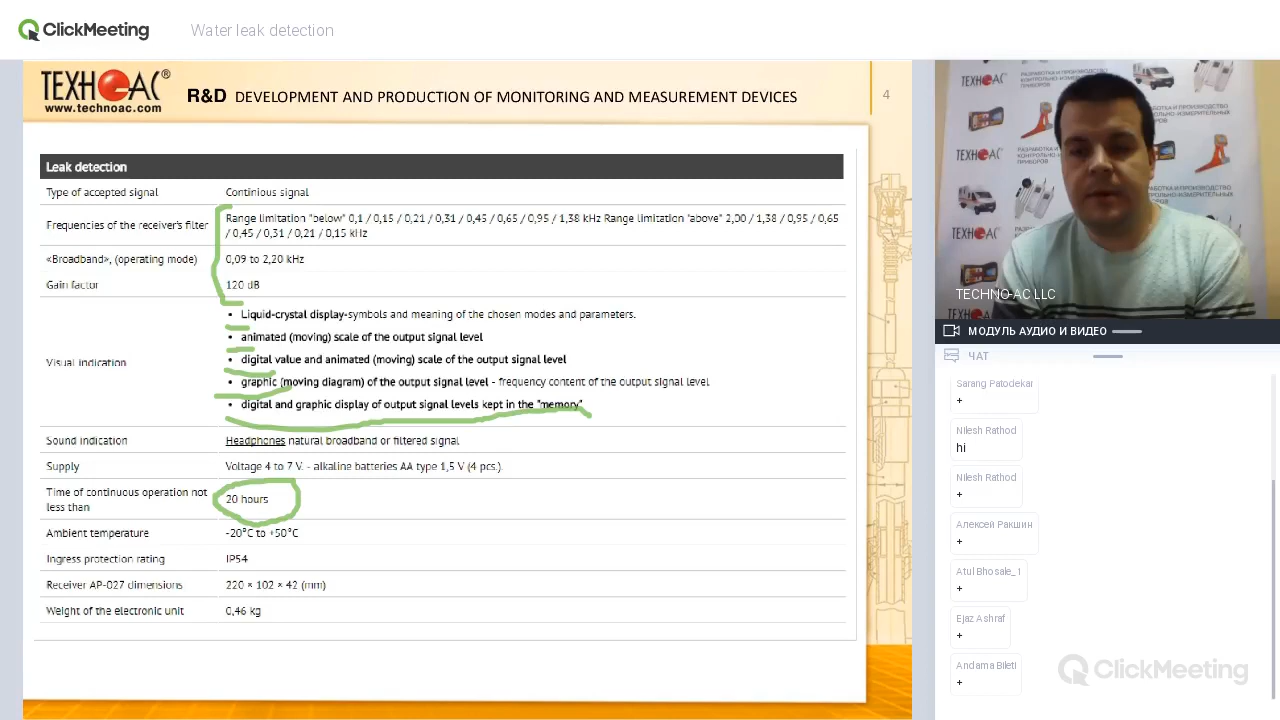 ClickMeeting
Water leak detection
ТЕХНО-АС®
www.technoac.com
R&D DEVELOPMENT AND PRODUCTION OF MONITORING AND MEASUREMENT DEVICES
4
Leak detection
Type of accepted signal
Continious signal
Frequencies of the receiver's filter
Range limitation "below" 0,1 / 0,15 / 0,21 / 0,31 / 0,45 / 0,65 / 0,95 / 1,38 kHz Range limitation "above" 2,00 / 1,38 / 0,95 / 0,65
/ 0,45 / 0,31 / 0,21 / 0,15 kHz
«Broadband», (operating mode)
0,09 to 2,20 kHz
Gain factor
120 dB
Visual indication
• Liquid-crystal display-symbols and meaning of the chosen modes and parameters.
• animated (moving) scale of the output signal level
• digital value and animated (moving) scale of the output signal level
• graphic (moving diagram) of the output signal level - frequency content of the output signal level
• digital and graphic display of output signal levels kept in the "memory"
Sound indication
Headphones natural broadband or filtered signal
Supply
Voltage 4 to 7 V. - alkaline batteries AA type 1,5 V (4 pcs.).
Time of continuous operation not
less than
20 hours
Ambient temperature
-20°C to +50°C
Ingress protection rating
IP54
Receiver AP-027 dimensions
220 × 102 × 42 (mm)
Weight of the electronic unit
0,46 kg
ТЕХНО-АС
РАЗРАБОТКА И ПРОИЗВОДСТВО
КОНТРОЛЬНО-ИЗМЕРИТЕЛЬНЫХ
ПРИБОРОВ
TECHNO-AC LLC
МОДУЛЬ АУДИО И ВИДЕО
ЧАТ
Sarang Patodekar
+
Nilesh Rathod
hi
Nilesh Rathod
+
Алексей Ракшин
+
Atul Bhosale_1
+
Ejaz Ashraf
+
Andama Bileti
+
ClickMeeting